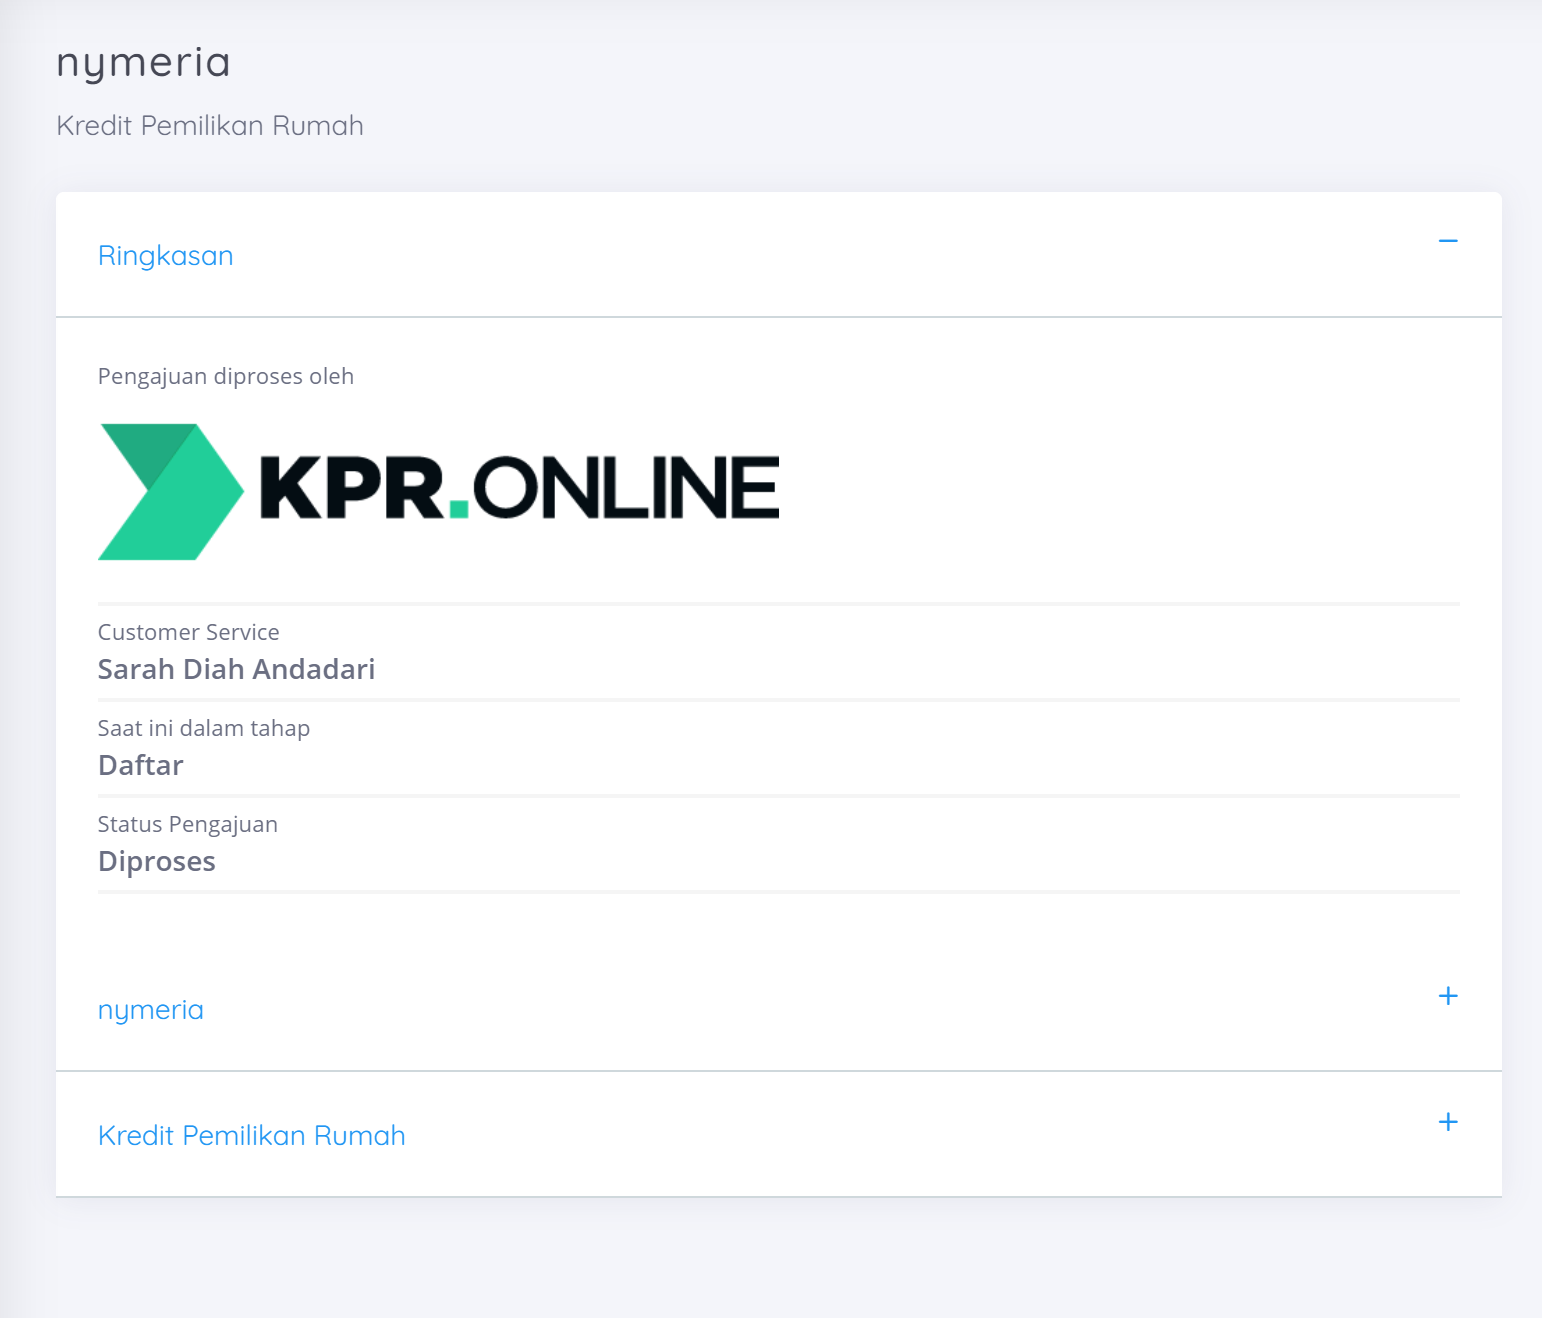 nymeria
Kredit Pemilikan Rumah
Ringkasan
Pengajuan diproses oleh
KPR.ONLINE
Customer Service
Sarah Diah Andadari
Saat ini dalam tahap
Daftar
Status Pengajuan
Diproses
nymeria
Kredit Pemilikan Rumah